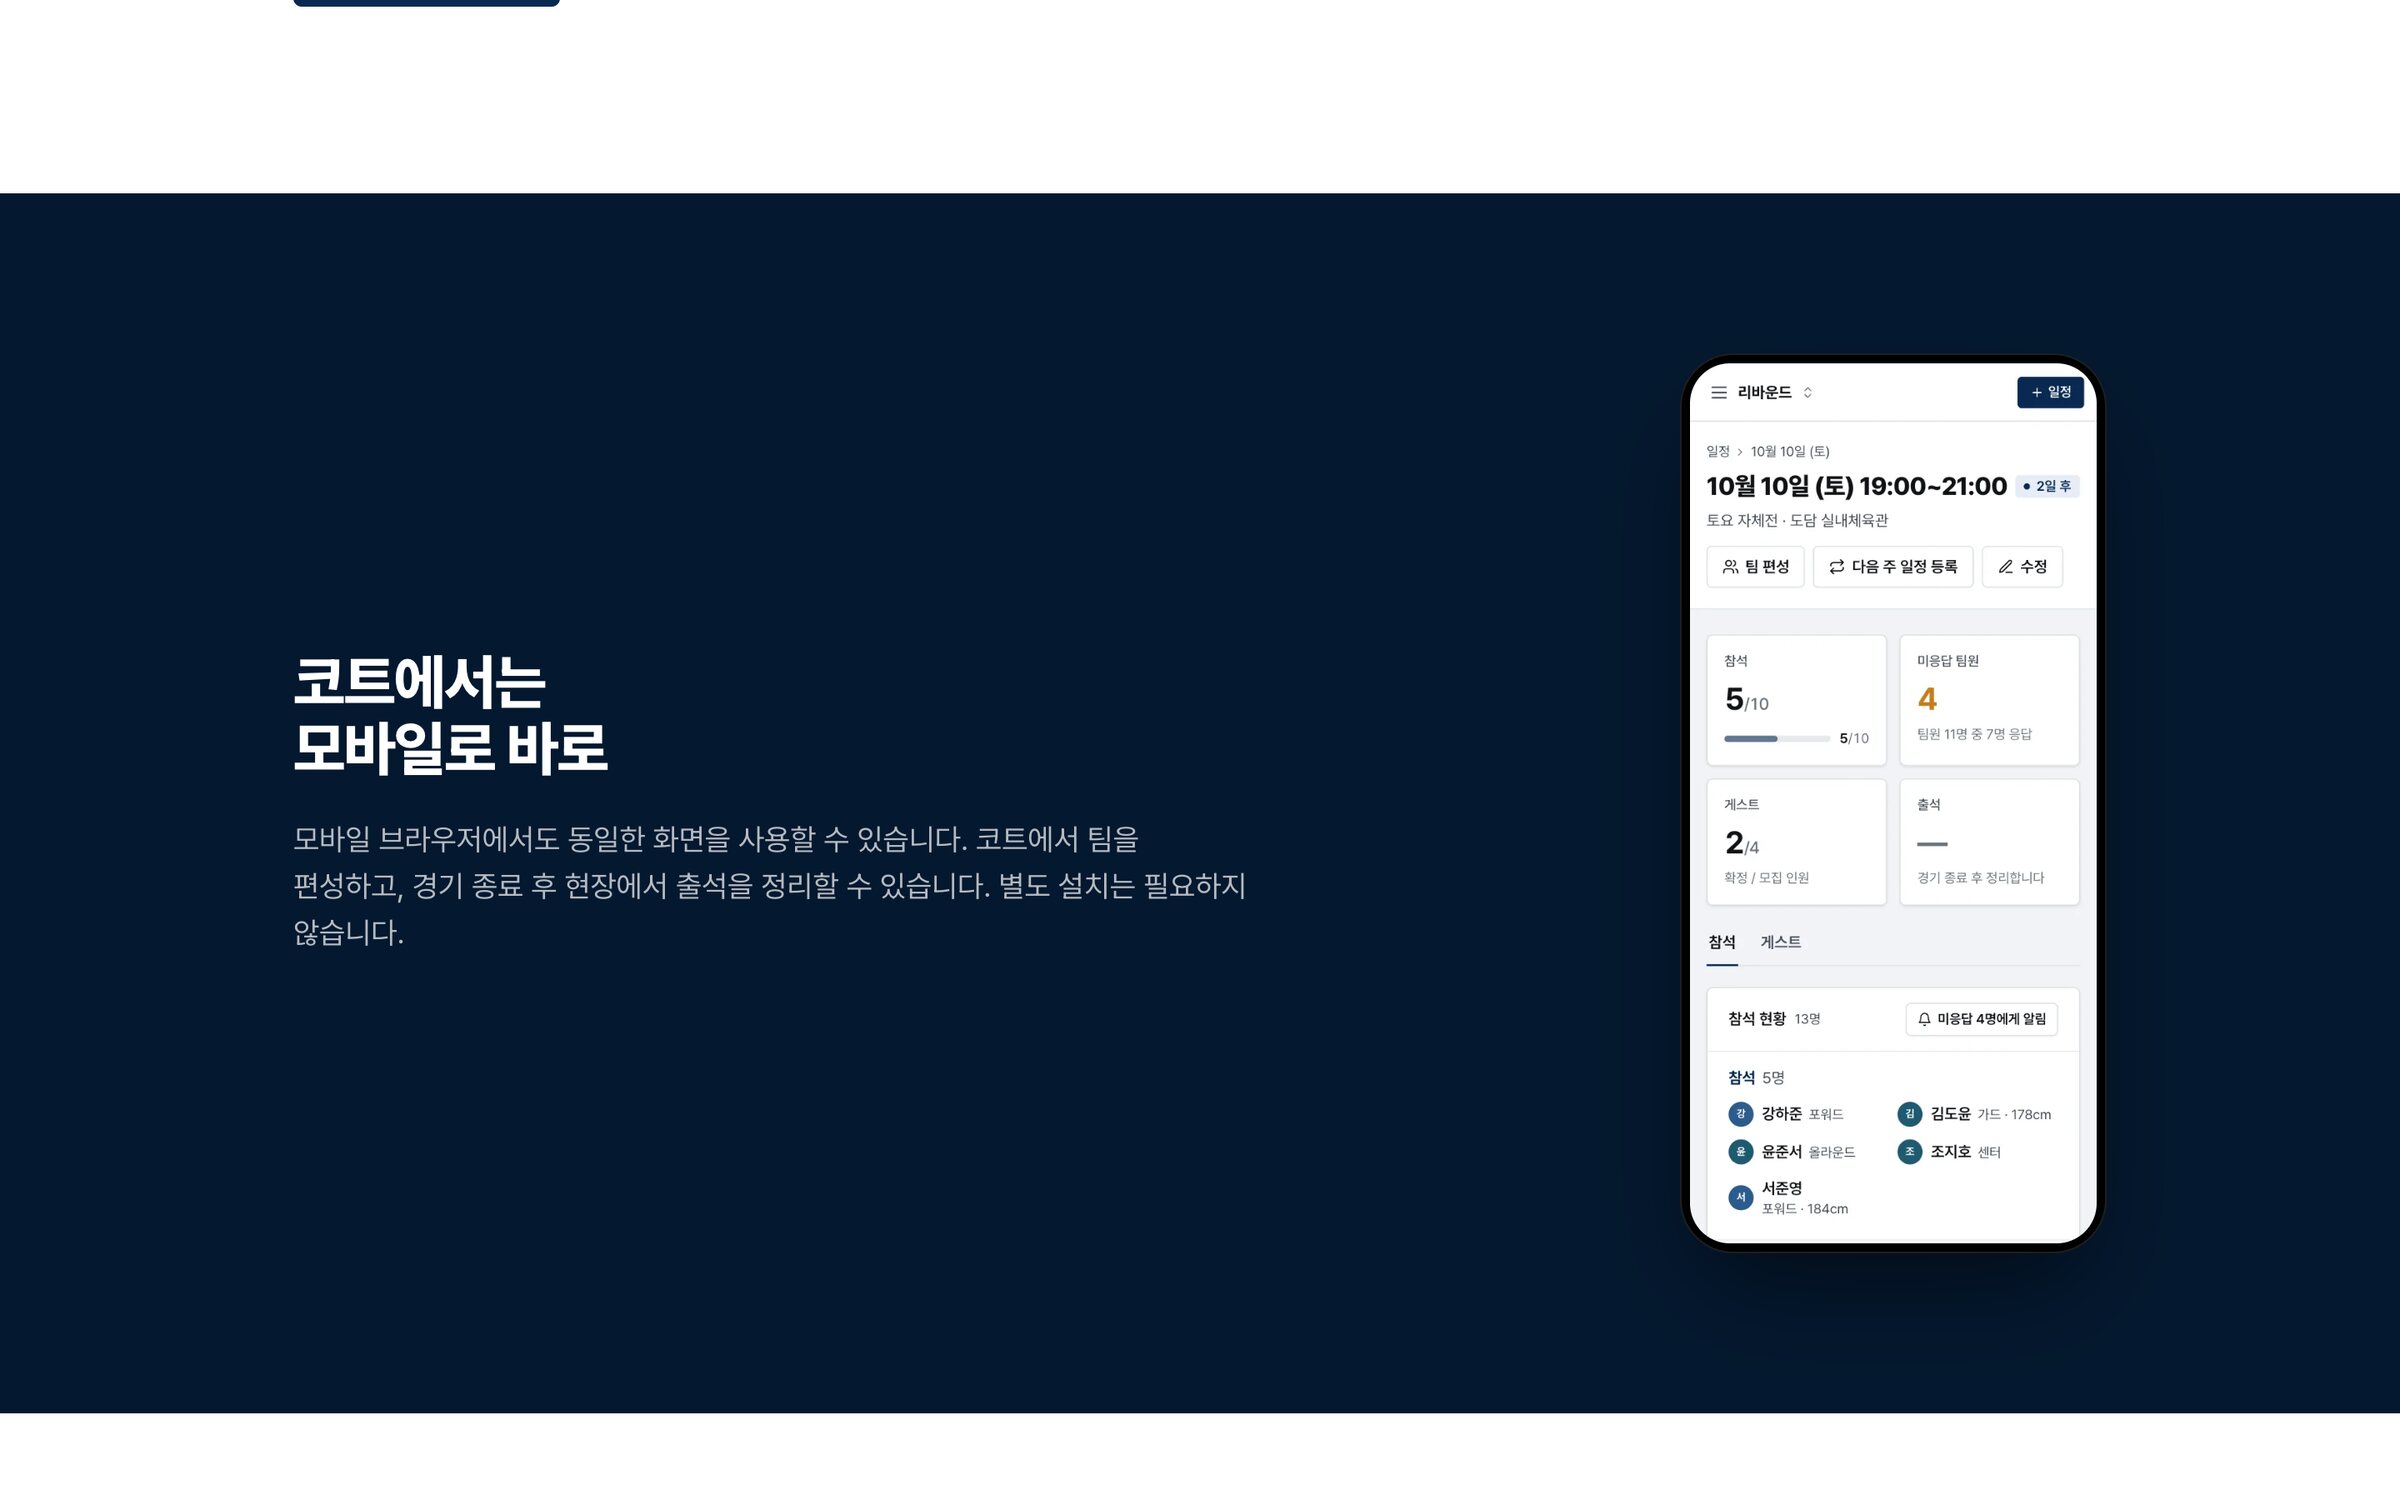 코트에서는
모바일로 바로
모바일 브라우저에서도 동일한 화면을 사용할 수 있습니다. 코트에서 팀을
편성하고, 경기 종료 후 현장에서 출석을 정리할 수 있습니다. 별도 설치는 필요하지
않습니다.
리바운드
+ 일정
일정 > 10월 10일 (토)
10월 10일 (토) 19:00~21:00 • 2일 후
토요 자체전 · 도담 실내체육관
팀 편성
다음 주 일정 등록
수정
참석
5/10
5/10
미응답 팀원
4
팀원 11명 중 7명 응답
게스트
2/4
확정 / 모집 인원
출석
—
경기 종료 후 정리합니다
참석 게스트
참석 현황 13명
미응답 4명에게 알림
참석 5명
강 강하준 포워드
김 김도윤 가드 · 178cm
윤 윤준서 올라운드
조 조지호 센터
서 서준영
포워드 · 184cm